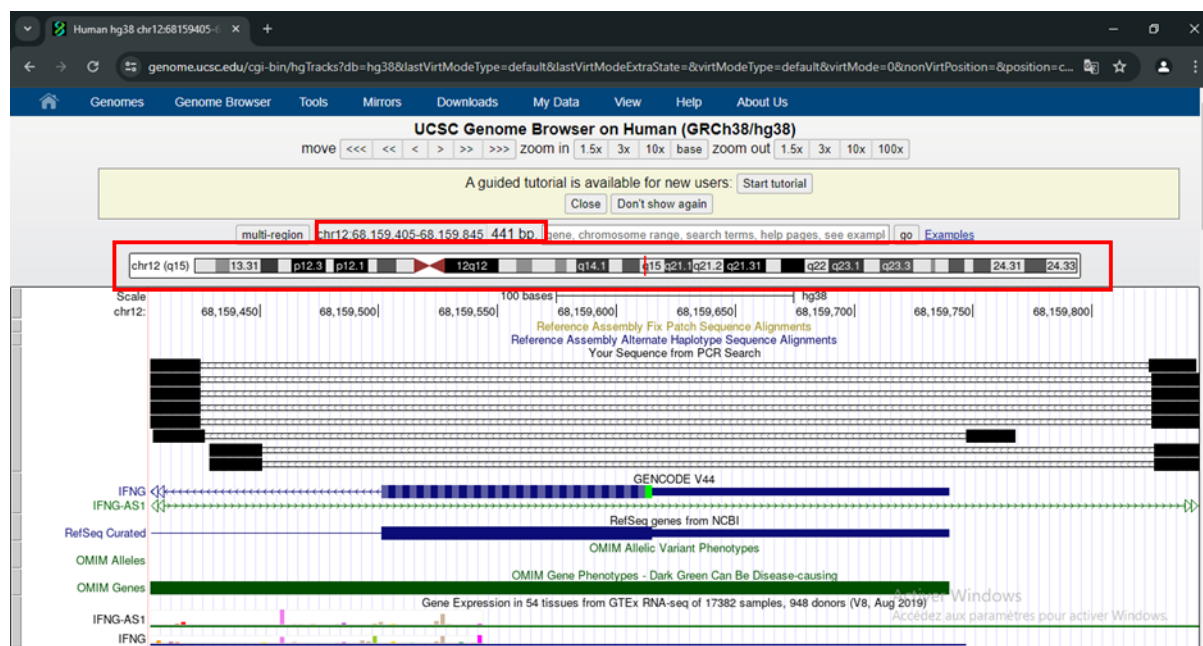 Human hg38 chr12:68159405-6
genome.ucsc.edu/cgi-bin/hgTracks?db=hg38&lastVirtModeType=default&lastVirtModeExtraState=&virtModeType=default&virtMode=0&nonVirtPosition=&position=c...
Genomes Genome Browser Tools Mirrors Downloads My Data View Help About Us
UCSC Genome Browser on Human (GRCh38/hg38)
move <<< << < > >> >>> zoom in 1.5x 3x 10x base zoom out 1.5x 3x 10x 100x
A guided tutorial is available for new users: Start tutorial
Close Don't show again
multi-region chr12:68,159,405-68,159,845 441 bp. gene, chromosome range, search terms, help pages, see exampl go Examples
chr12 (q15) 13.31 p12.3 p12.1 12q12 q14.1 q15 q21.1 q21.2 q21.31 q22 q23.1 q23.3 24.31 24.33
Scale 100 bases hg38
chr12: 68,159,450 68,159,500 68,159,550 68,159,600 68,159,650 68,159,700 68,159,750 68,159,800
Reference Assembly Fix Patch Sequence Alignments
Reference Assembly Alternate Haplotype Sequence Alignments
Your Sequence from PCR Search
GENCODE V44
IFNG
IFNG-AS1
RefSeq genes from NCBI
RefSeq Curated
OMIM Allelic Variant Phenotypes
OMIM Alleles
OMIM Gene Phenotypes - Dark Green Can Be Disease-causing
OMIM Genes
Gene Expression in 54 tissues from GTEx RNA-seq of 17382 samples, 948 donors (V8, Aug 2019)
IFNG-AS1
IFNG
Activer Windows
Accédez aux paramètres pour activer Windows.